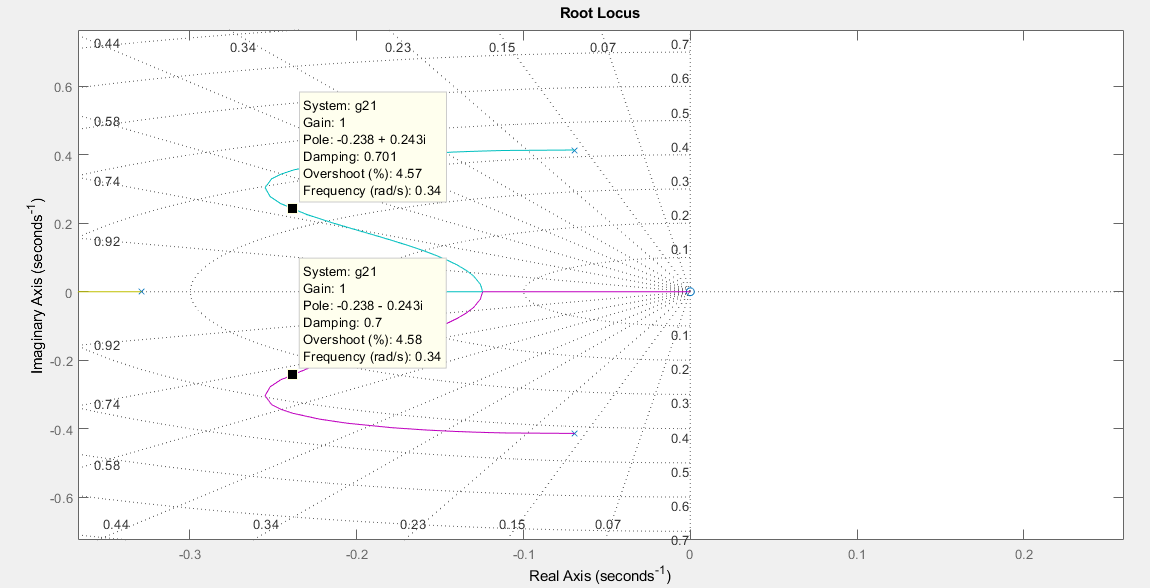 Root Locus
0.44
0.34
0.23
0.15
0.07
0.7
0.6
0.6
0.58
0.5
0.4
0.4
0.74
0.3
0.2
0.2
0.92
0.1
System: g21
Gain: 1
Pole: -0.238 + 0.243i
Damping: 0.701
Overshoot (%): 4.57
Frequency (rad/s): 0.34
0
System: g21
Gain: 1
Pole: -0.238 - 0.243i
Damping: 0.7
Overshoot (%): 4.58
Frequency (rad/s): 0.34
0.1
0.92
-0.2
0.2
0.74
0.3
-0.4
0.4
0.58
0.5
-0.6
0.6
0.44
0.34
0.23
0.15
0.07
0.7
-0.3
-0.2
-0.1
0
0.1
0.2
Imaginary Axis (seconds⁻¹)
Real Axis (seconds⁻¹)